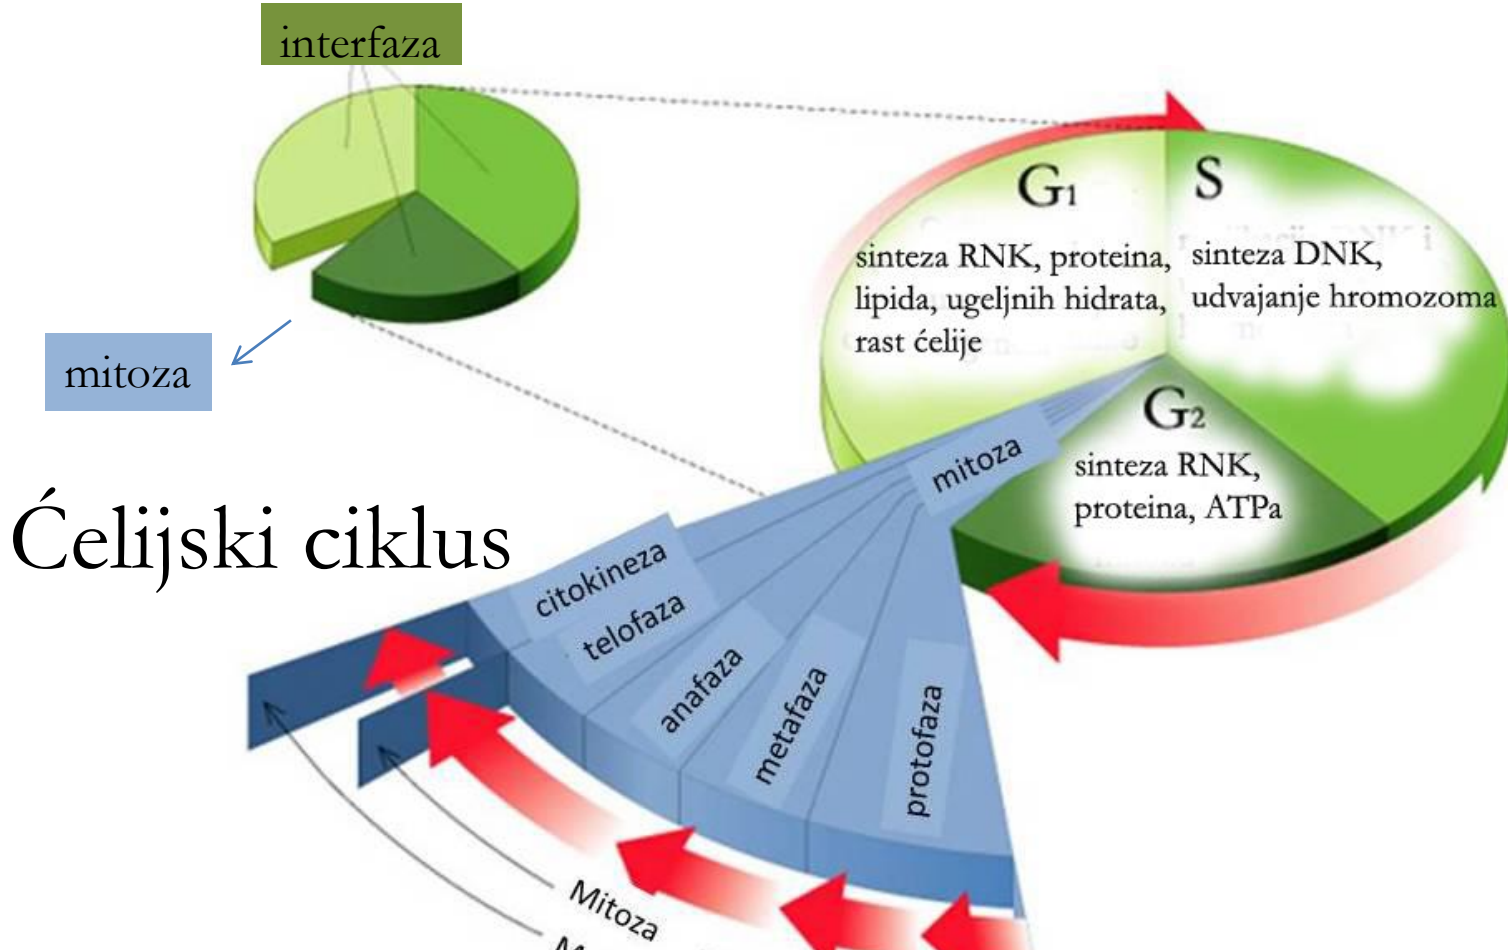 interfaza
mitoza
Ćelijski ciklus
G1
sinteza RNK, proteina,
lipida, ugeljnih hidrata,
rast ćelije
S
sinteza DNK,
udvajanje hromozoma
G2
sinteza RNK,
proteina, ATPa
mitoza
citokineza
telofaza
anafaza
metafaza
protofaza
Mitoza